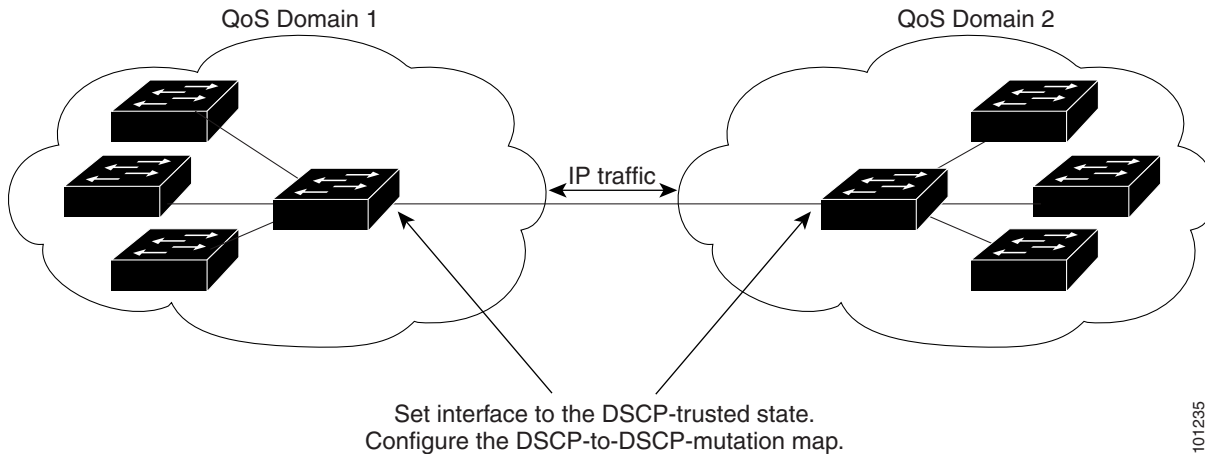 QoS Domain 1
QoS Domain 2
IP traffic
Set interface to the DSCP-trusted state.
Configure the DSCP-to-DSCP-mutation map.
101235